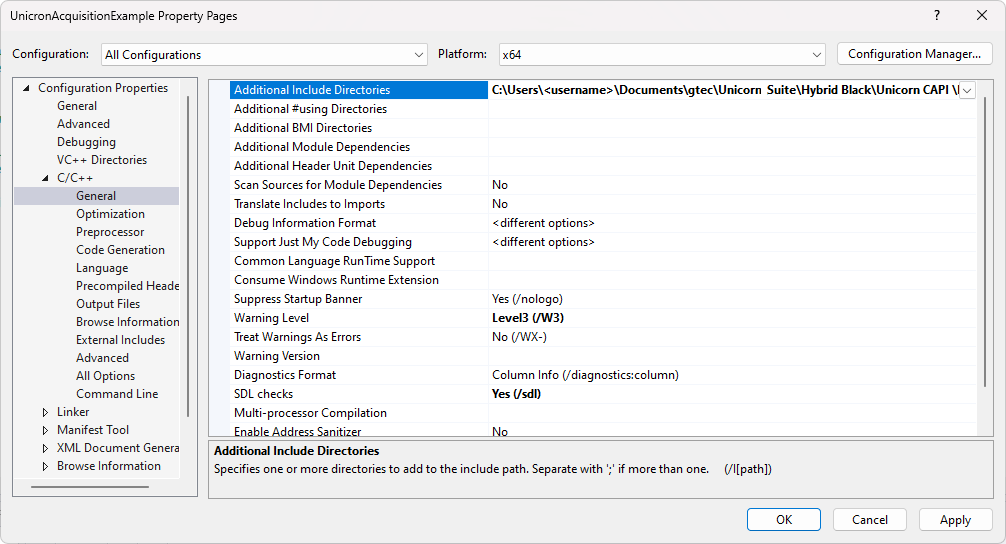 UnicronAcquisitionExample Property Pages
Configuration: All Configurations Platform: x64 Configuration Manager...
Configuration Properties
General
Advanced
Debugging
VC++ Directories
C/C++
General
Optimization
Preprocessor
Code Generation
Language
Precompiled Heade
Output Files
Browse Information
External Includes
Advanced
All Options
Command Line
Linker
Manifest Tool
XML Document Genera
Browse Information
Additional Include Directories C:\Users\<username>\Documents\gtec\Unicorn Suite\Hybrid Black\Unicorn CAPI \
Additional #using Directories
Additional BMI Directories
Additional Module Dependencies
Additional Header Unit Dependencies
Scan Sources for Module Dependencies No
Translate Includes to Imports No
Debug Information Format <different options>
Support Just My Code Debugging <different options>
Common Language RunTime Support
Consume Windows Runtime Extension
Suppress Startup Banner Yes (/nologo)
Warning Level Level3 (/W3)
Treat Warnings As Errors No (/WX-)
Warning Version
Diagnostics Format Column Info (/diagnostics:column)
SDL checks Yes (/sdl)
Multi-processor Compilation
Enable Address Sanitizer No
Additional Include Directories
Specifies one or more directories to add to the include path. Separate with ';' if more than one. (/I[path])
OK Cancel Apply